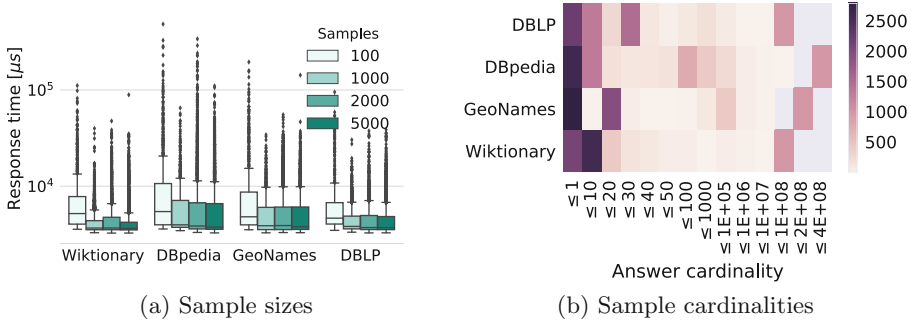 Samples
100
1000
2000
5000
Response time [μs]
10^5
10^4
Wiktionary
DBpedia
GeoNames
DBLP
(a) Sample sizes
DBLP
DBpedia
GeoNames
Wiktionary
≤ 1
≤ 10
≤ 20
≤ 30
≤ 40
≤ 50
≤ 100
≤ 1000
≤ 1E+05
≤ 1E+06
≤ 1E+07
≤ 1E+08
≤ 2E+08
≤ 4E+08
Answer cardinality
2500
2000
1500
1000
500
(b) Sample cardinalities